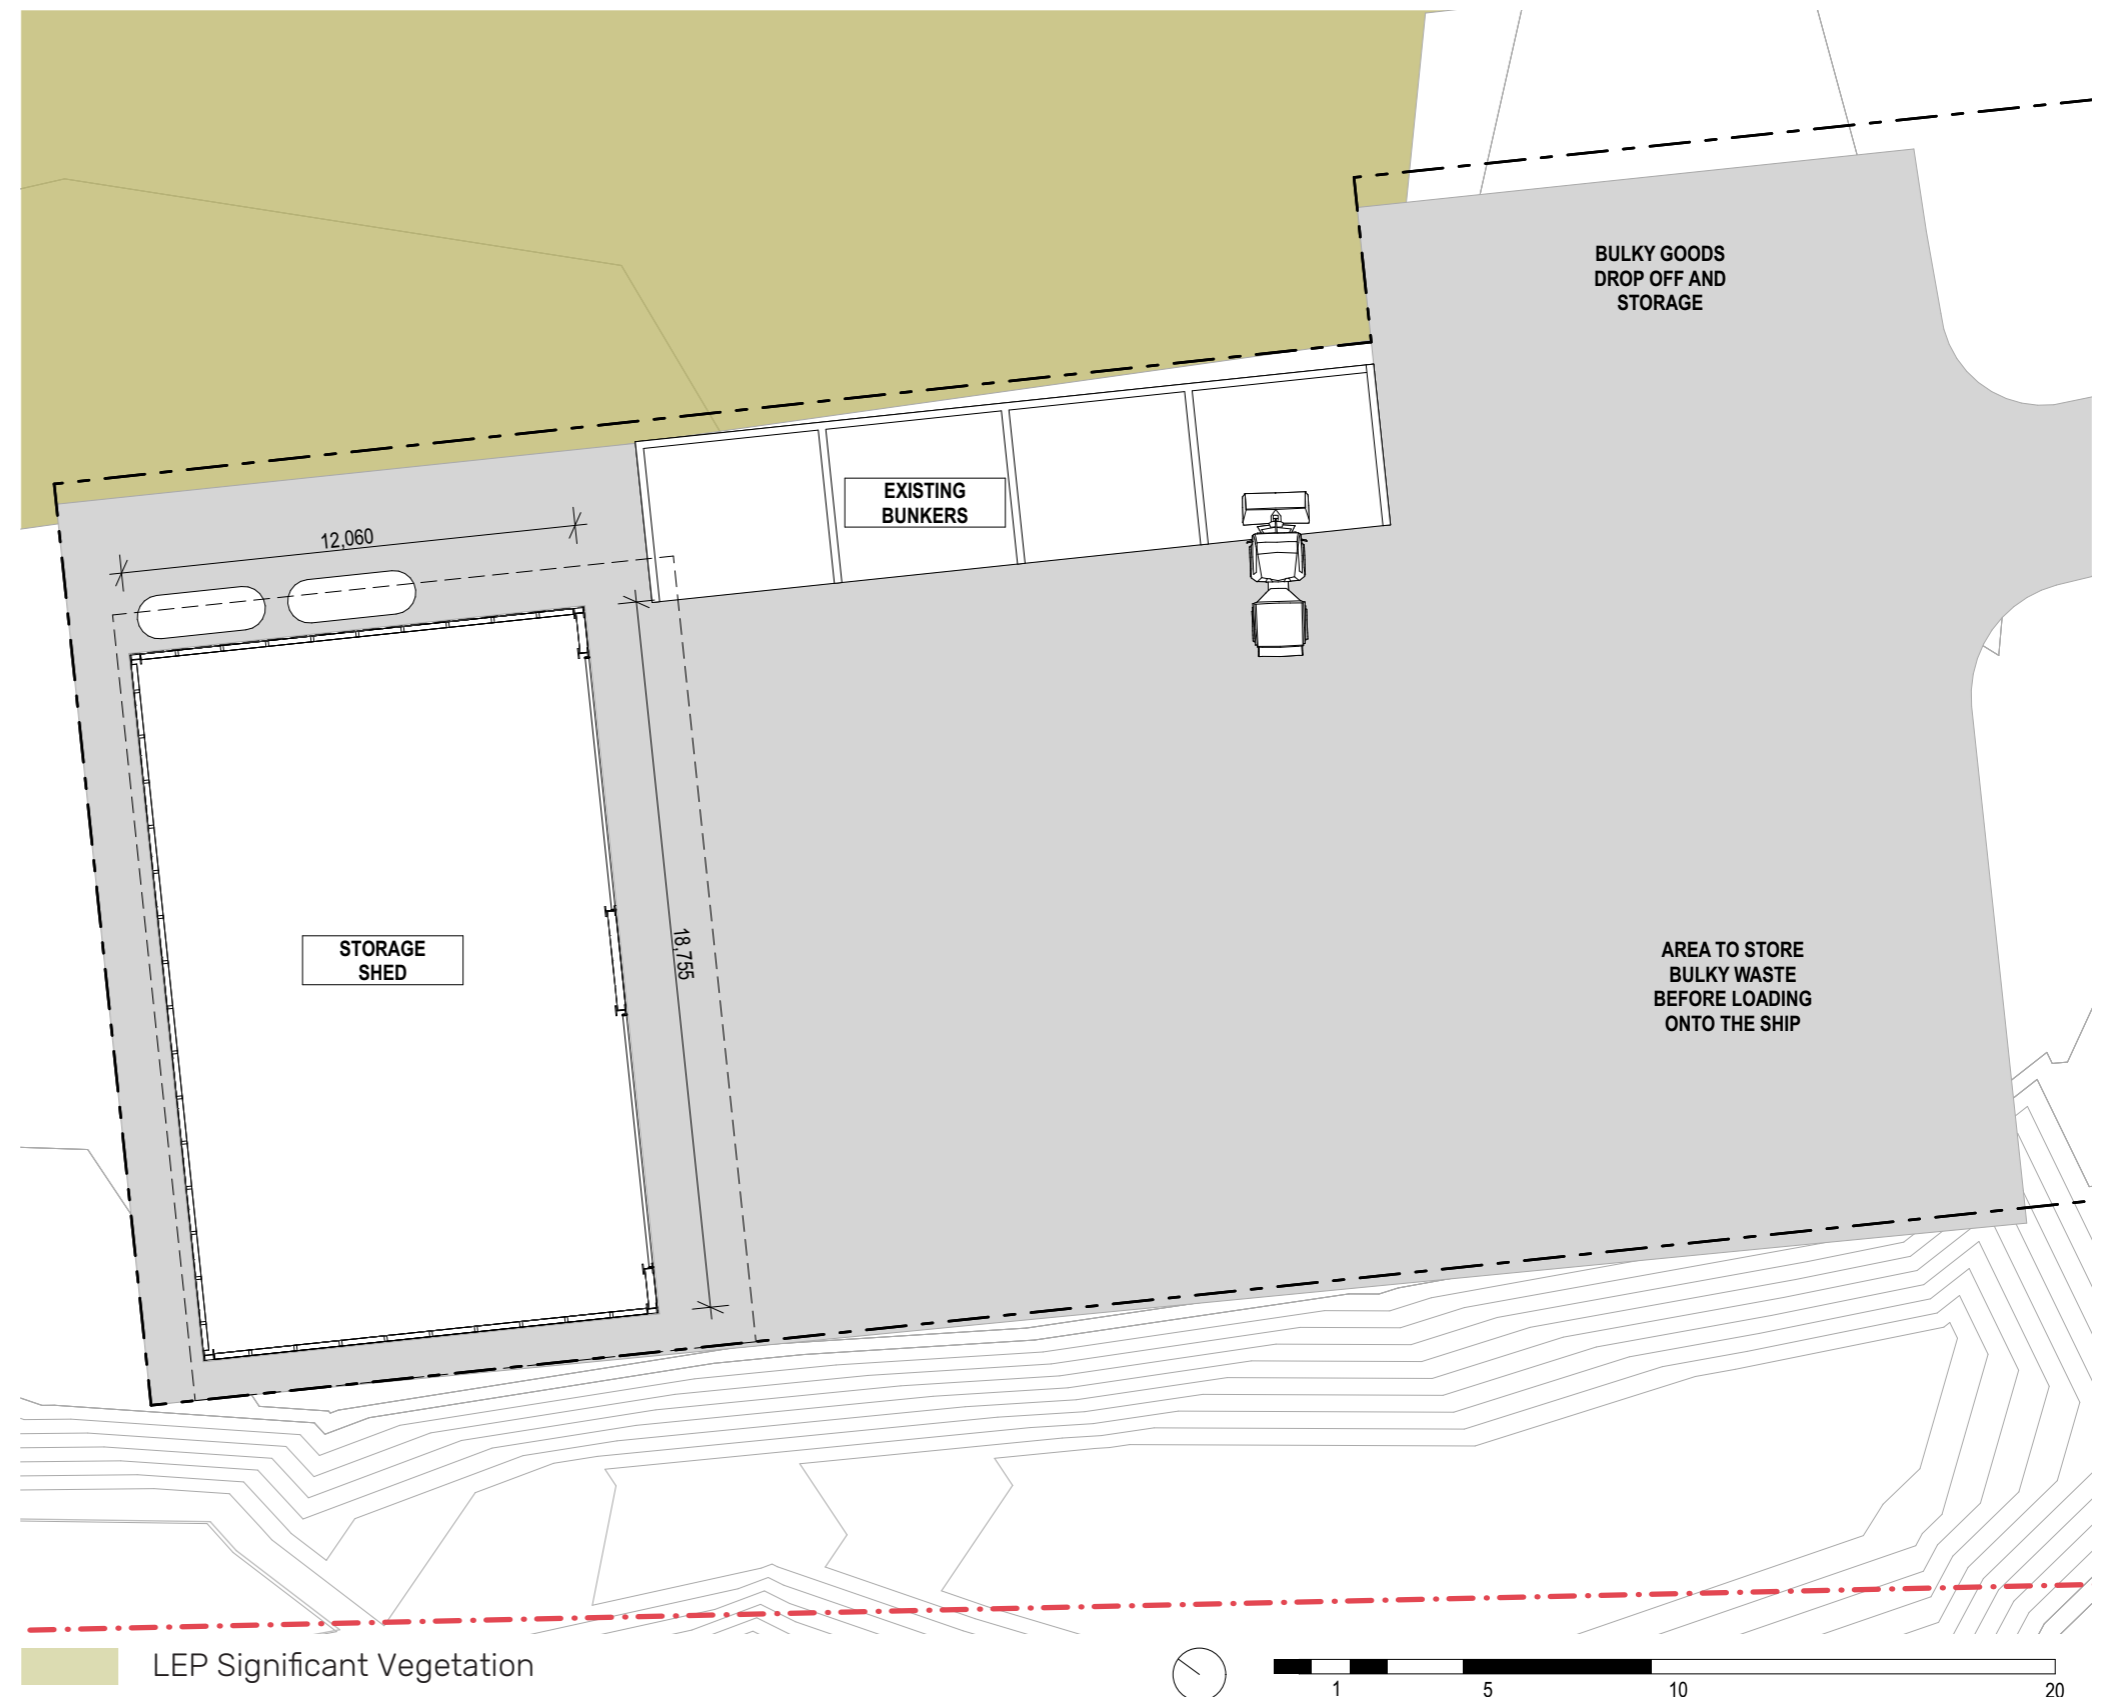 BULKY GOODS
DROP OFF AND
STORAGE
EXISTING
BUNKERS
12,060
STORAGE
SHED
18,755
AREA TO STORE
BULKY WASTE
BEFORE LOADING
ONTO THE SHIP
LEP Significant Vegetation
1 5 10 20